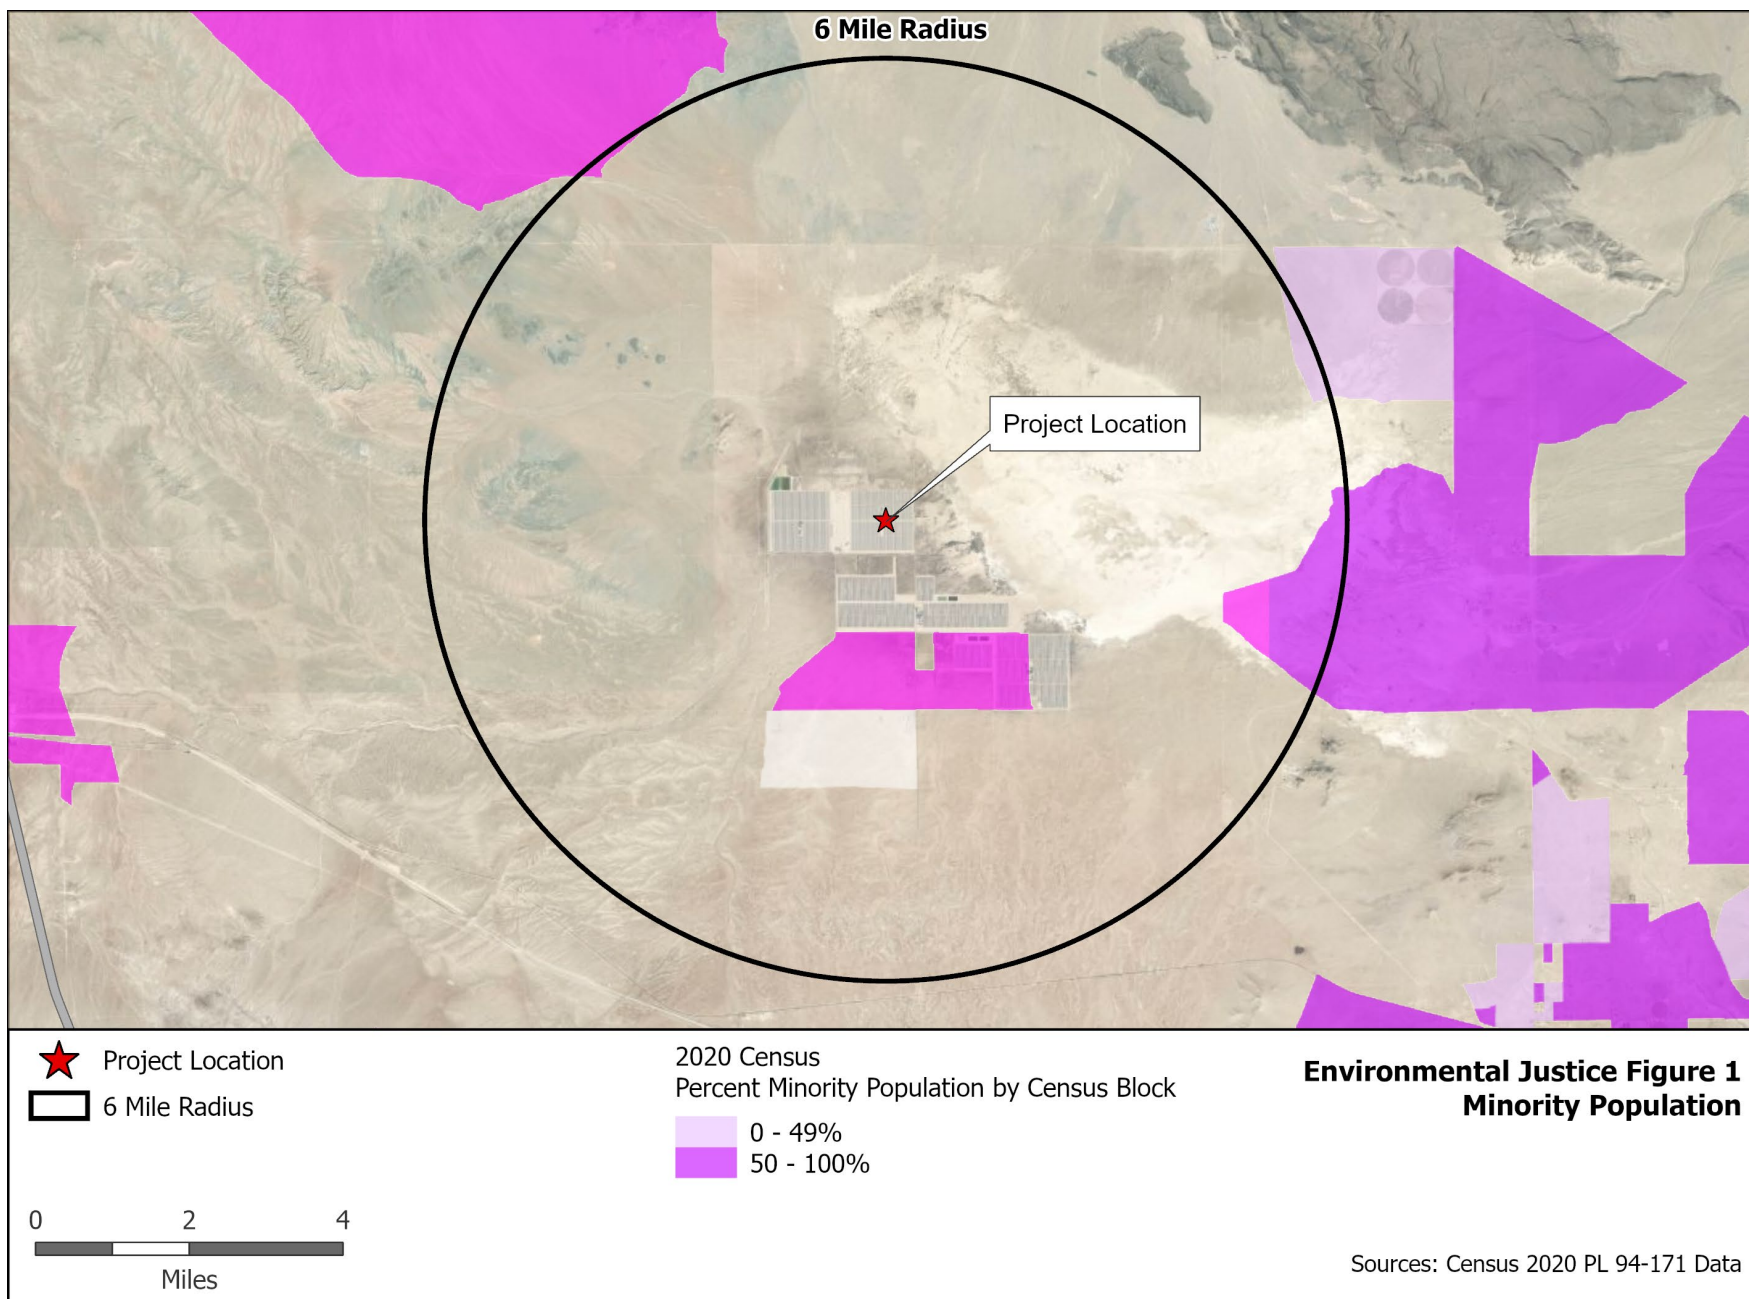 6 Mile Radius
Project Location
Project Location
6 Mile Radius
2020 Census
Percent Minority Population by Census Block
0 - 49%
50 - 100%
Environmental Justice Figure 1
Minority Population
0 2 4
Miles
Sources: Census 2020 PL 94-171 Data